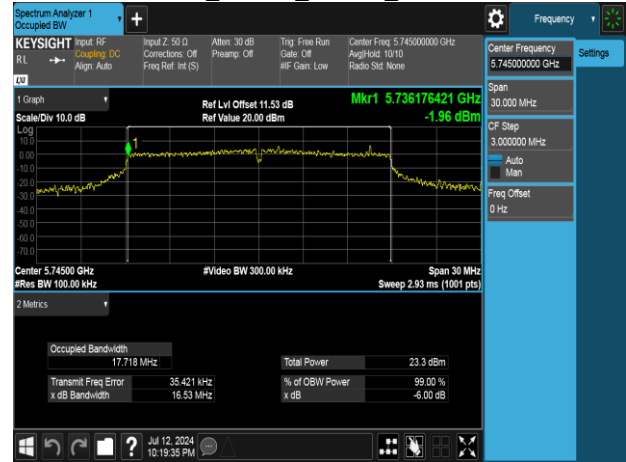 Spectrum Analyzer 1
Occupied BW
Frequency
KEYSIGHT
RL
Input: RF
Coupling: DC
Align: Auto
Input Z: 50 Ω
Corrections: Off
Freq Ref: Int (S)
Atten: 30 dB
Preamp: Off
Trig: Free Run
Gate: Off
#IF Gain: Low
Center Freq: 5.745000000 GHz
Avg|Hold: 10/10
Radio Std: None
LXI
Center Frequency
5.745000000 GHz
Settings
Span
30.000 MHz
CF Step
3.000000 MHz
Auto
Man
Freq Offset
0 Hz
1 Graph
Scale/Div 10.0 dB
Ref Lvl Offset 11.53 dB
Ref Value 20.00 dBm
Mkr1 5.736176421 GHz
-1.96 dBm
Log
10.0
0.00
-10.0
-20.0
-30.0
-40.0
-50.0
-60.0
-70.0
1
Center 5.74500 GHz
#Res BW 100.00 kHz
#Video BW 300.00 kHz
Span 30 MHz
Sweep 2.93 ms (1001 pts)
2 Metrics
Occupied Bandwidth
17.718 MHz
Transmit Freq Error 35.421 kHz
x dB Bandwidth 16.53 MHz
Total Power 23.3 dBm
% of OBW Power 99.00 %
x dB -6.00 dB
?
Jul 12, 2024
10:19:35 PM